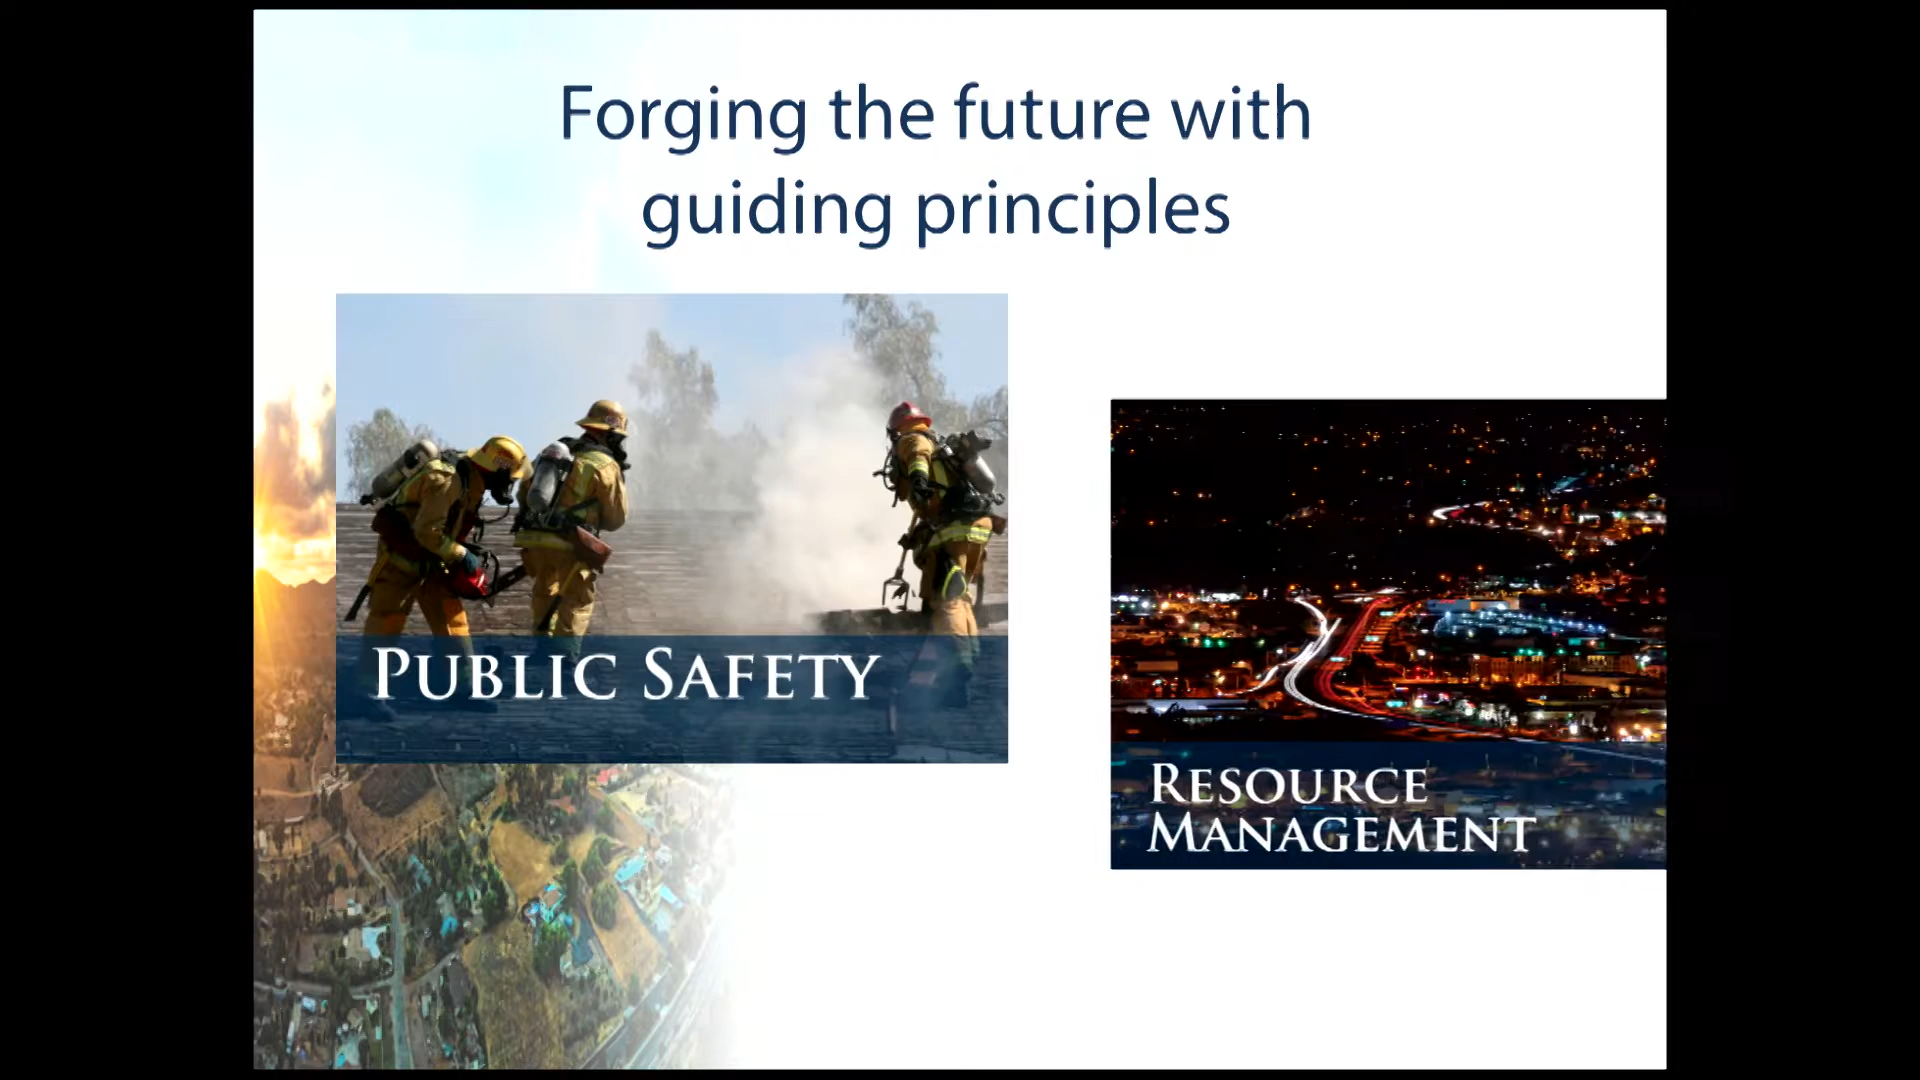 Forging the future with
guiding principles
PUBLIC SAFETY
RESOURCE
MANAGEMENT